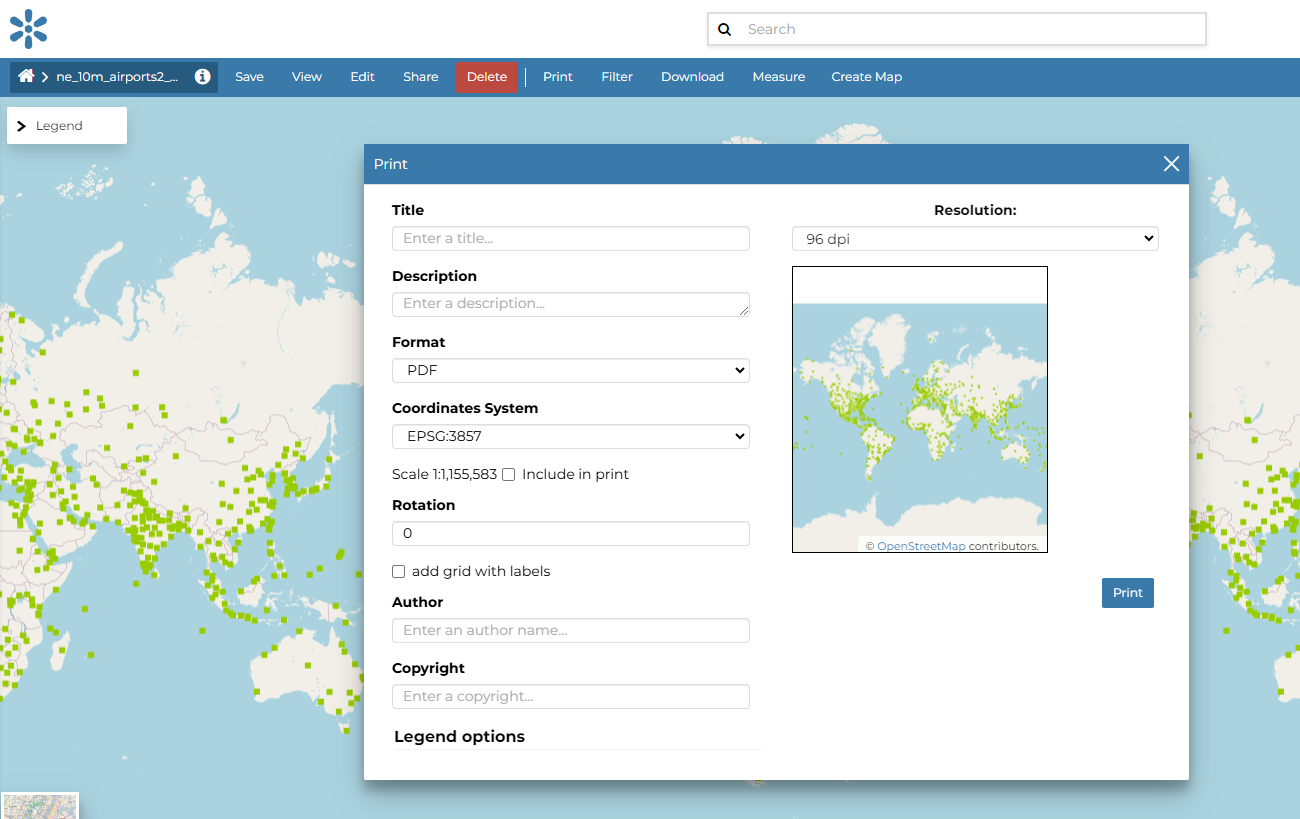 Search
ne_10m_airports2_... Save View Edit Share Delete Print Filter Download Measure Create Map
Legend
Print
Title
Enter a title...
Description
Enter a description...
Format
PDF
Coordinates System
EPSG:3857
Scale 1:1,155,583 Include in print
Rotation
0
add grid with labels
Author
Enter an author name...
Copyright
Enter a copyright...
Legend options
Resolution:
96 dpi
© OpenStreetMap contributors.
Print